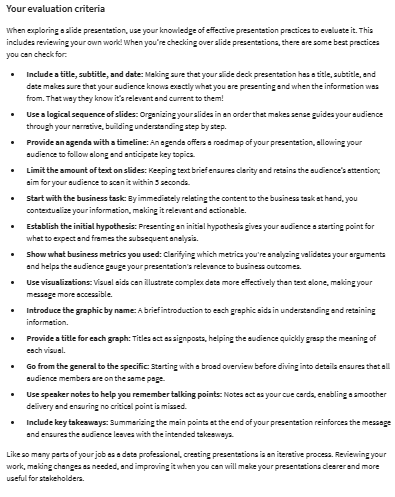 Your evaluation criteria
When exploring a slide presentation, use your knowledge of effective presentation practices to evaluate it. This
includes reviewing your own work! When you're checking over slide presentations, there are some best practices
you can check for:
• Include a title, subtitle, and date: Making sure that your slide deck presentation has a title, subtitle, and
date makes sure that your audience knows exactly what you are presenting and when the information was
from. That way they know it's relevant and current to them!
• Use a logical sequence of slides: Organizing your slides in an order that makes sense guides your audience
through your narrative, building understanding step by step.
• Provide an agenda with a timeline: An agenda offers a roadmap of your presentation, allowing your
audience to follow along and anticipate key topics.
• Limit the amount of text on slides: Keeping text brief ensures clarity and retains the audience's attention;
aim for your audience to scan it within 5 seconds.
• Start with the business task: By immediately relating the content to the business task at hand, you
contextualize your information, making it relevant and actionable.
• Establish the initial hypothesis: Presenting an initial hypothesis gives your audience a starting point for
what to expect and frames the subsequent analysis.
• Show what business metrics you used: Clarifying which metrics you're analyzing validates your arguments
and helps the audience gauge your presentation's relevance to business outcomes.
• Use visualizations: Visual aids can illustrate complex data more effectively than text alone, making your
message more accessible.
• Introduce the graphic by name: A brief introduction to each graphic aids in understanding and retaining
information.
• Provide a title for each graph: Titles act as signposts, helping the audience quickly grasp the meaning of
each visual.
• Go from the general to the specific: Starting with a broad overview before diving into details ensures that all
audience members are on the same page.
• Use speaker notes to help you remember talking points: Notes act as your cue cards, enabling a smoother
delivery and ensuring no critical point is missed.
• Include key takeaways: Summarizing the main points at the end of your presentation reinforces the message
and ensures the audience leaves with the intended takeaways.
Like so many parts of your job as a data professional, creating presentations is an iterative process. Reviewing your
work, making changes as needed, and improving it when you can will make your presentations clearer and more
useful for stakeholders.